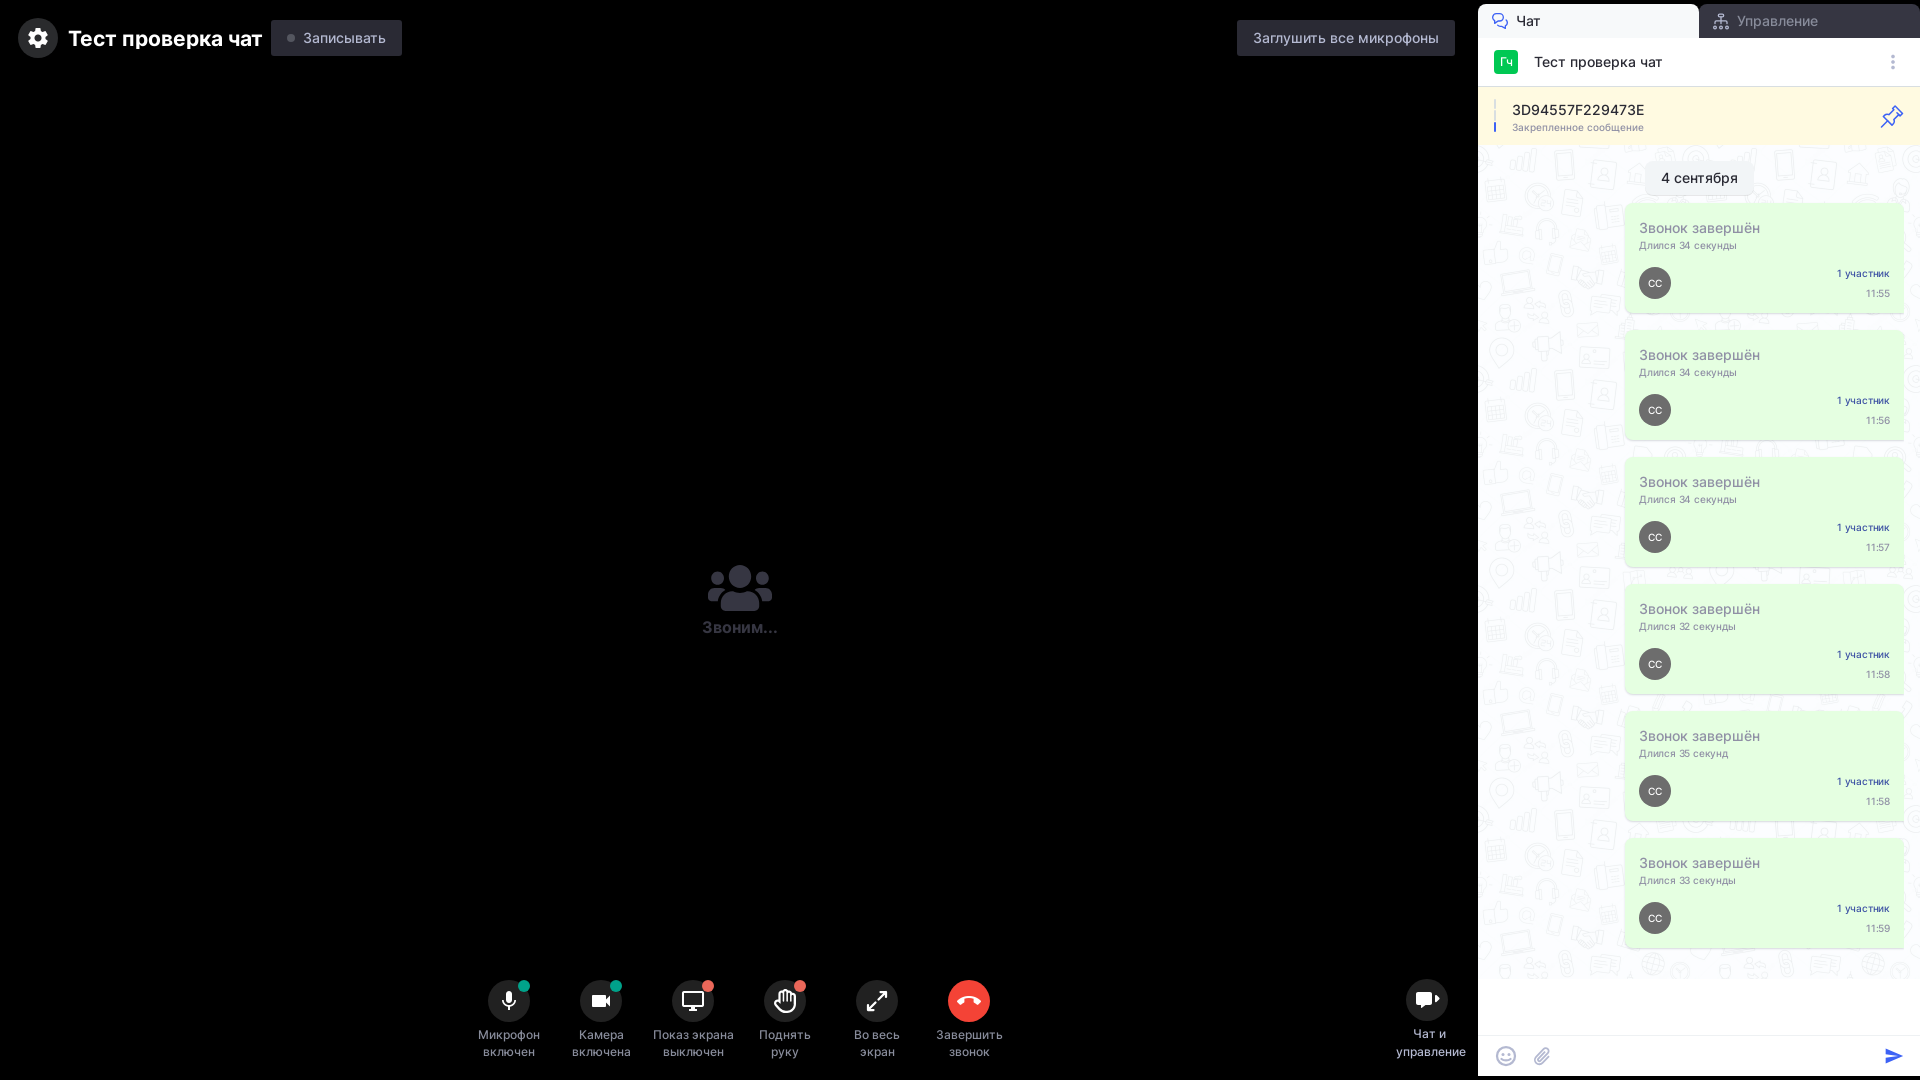 Тест проверка чат
Записывать
Заглушить все микрофоны
Звоним...
Микрофон
включен
Камера
включена
Показ экрана
выключен
Поднять
руку
Во весь
экран
Завершить
звонок
Чат и
управление
Чат
Управление
Гч
Тест проверка чат
3D94557F229473E
Закрепленное сообщение
4 сентября
Звонок завершён
Длился 34 секунды
СС
1 участник
11:55
Звонок завершён
Длился 34 секунды
СС
1 участник
11:56
Звонок завершён
Длился 34 секунды
СС
1 участник
11:57
Звонок завершён
Длился 32 секунды
СС
1 участник
11:58
Звонок завершён
Длился 35 секунд
СС
1 участник
11:58
Звонок завершён
Длился 33 секунды
СС
1 участник
11:59